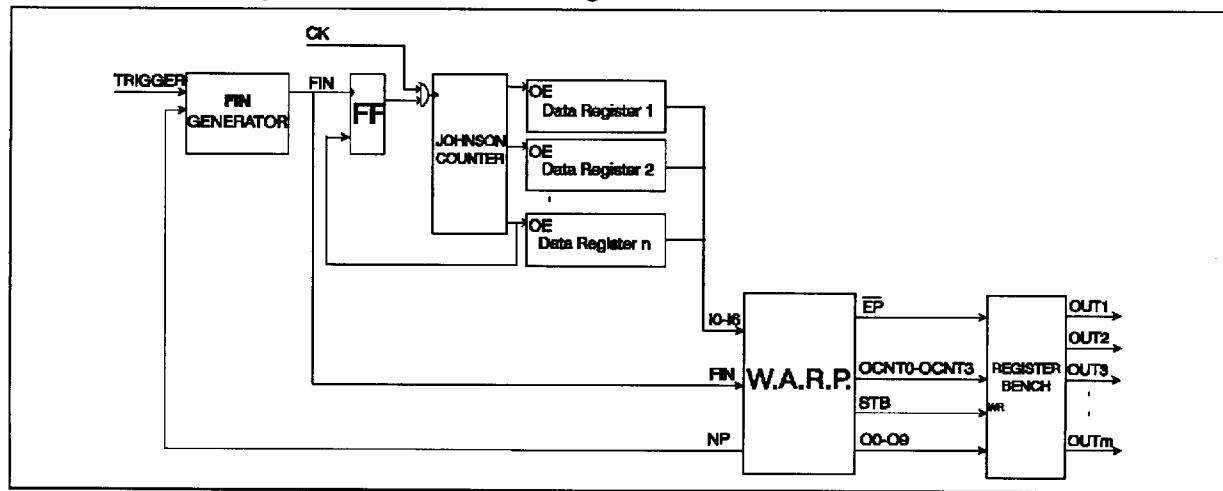 CK
TRIGGER
FIN
GENERATOR
FIN
FF
JOHNSON
COUNTER
OE
Data Register 1
OE
Data Register 2
OE
Data Register n
I0-I6
FIN
NP
W.A.R.P.
EP
OCNT0-OCNT3
STB
O0-O9
WR
REGISTER
BENCH
OUT1
OUT2
OUT3
OUTm